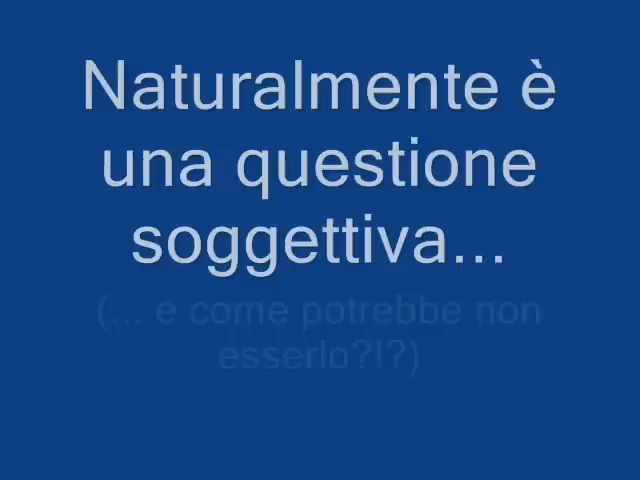 Naturalmente è
una questione
soggettiva...
(... e come potrebbe non
esserlo?!?)